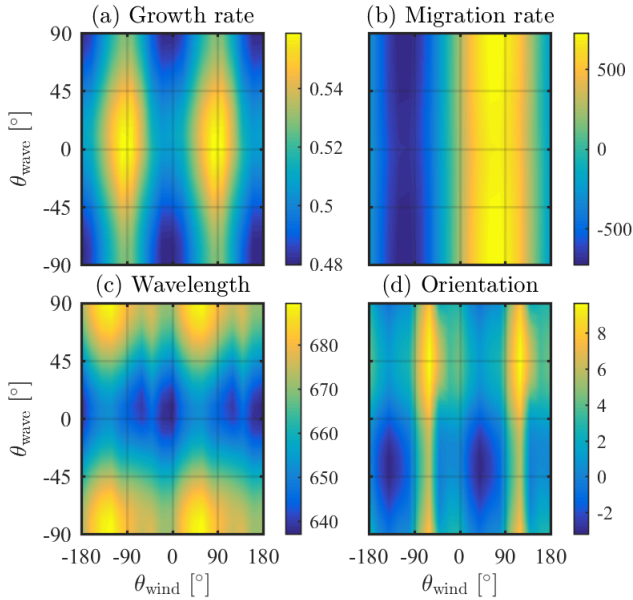 (a) Growth rate
(b) Migration rate
90
45
0
-45
-90
θwave [°]
0.54
0.52
0.5
0.48
90 180
500
0
-500
(c) Wavelength
(d) Orientation
90
45
0
-45
-90
θwave [°]
680
670
660
650
640
8
6
4
2
0
-2
-180 -90 0 90 180
-180 -90 0 90 180
θwind [°]
θwind [°]